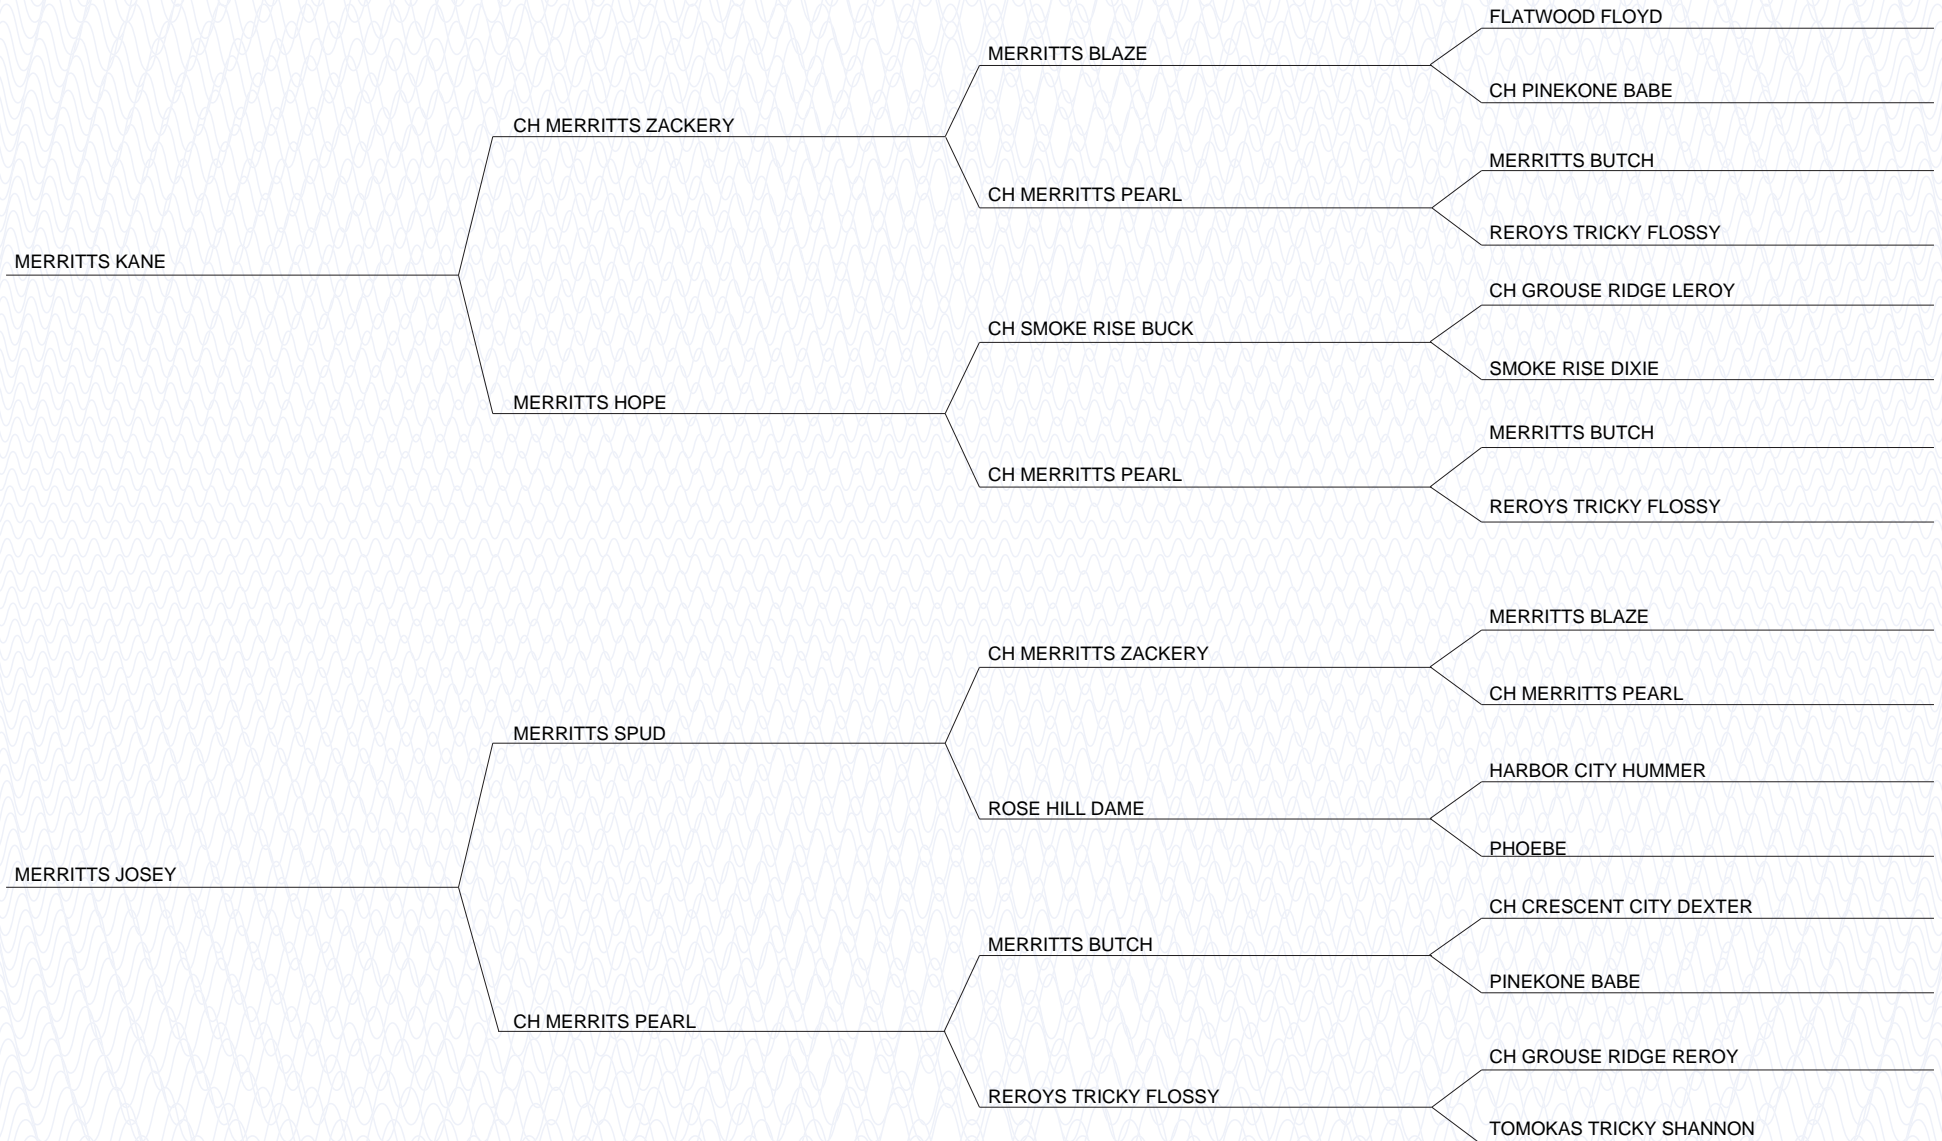 FLATWOOD FLOYD
MERRITTS BLAZE
CH PINEKONE BABE
CH MERRITTS ZACKERY
MERRITTS BUTCH
CH MERRITTS PEARL
REROYS TRICKY FLOSSY
MERRITTS KANE
CH GROUSE RIDGE LEROY
CH SMOKE RISE BUCK
SMOKE RISE DIXIE
MERRITTS HOPE
MERRITTS BUTCH
CH MERRITTS PEARL
REROYS TRICKY FLOSSY
MERRITTS BLAZE
CH MERRITTS ZACKERY
CH MERRITTS PEARL
MERRITTS SPUD
HARBOR CITY HUMMER
ROSE HILL DAME
PHOEBE
MERRITTS JOSEY
CH CRESCENT CITY DEXTER
MERRITTS BUTCH
PINEKONE BABE
CH MERRITS PEARL
CH GROUSE RIDGE REROY
REROYS TRICKY FLOSSY
TOMOKAS TRICKY SHANNON